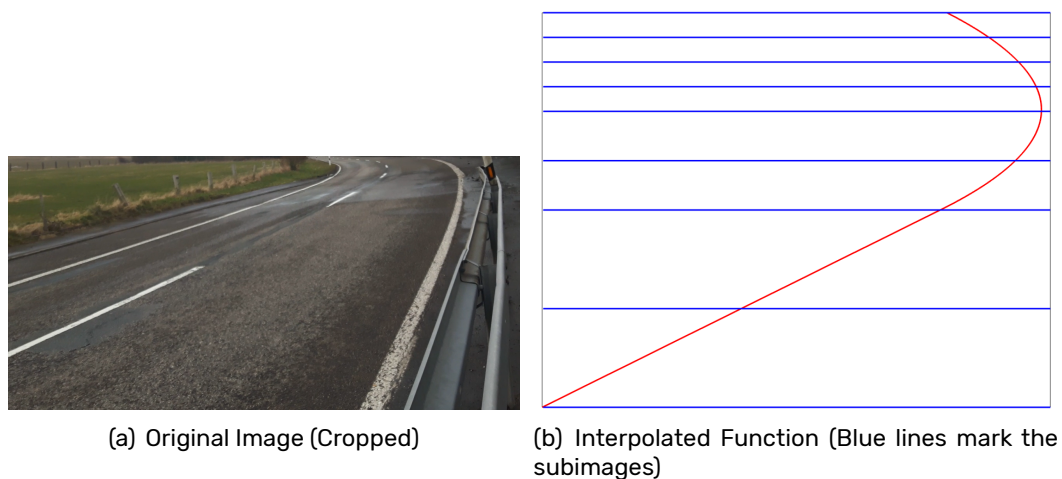 (a) Original Image (Cropped)
(b) Interpolated Function (Blue lines mark the
subimages)